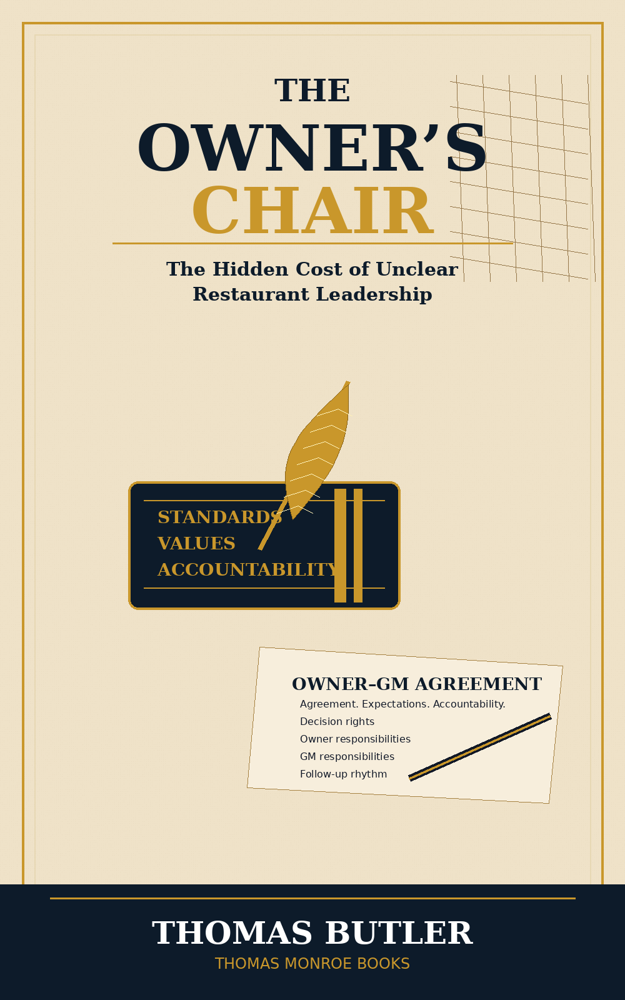 THE
OWNER’S
CHAIR
The Hidden Cost of Unclear
Restaurant Leadership
STANDARDS
VALUES
ACCOUNTABILITY
OWNER–GM AGREEMENT
Agreement. Expectations. Accountability.
Decision rights
Owner responsibilities
GM responsibilities
Follow-up rhythm
THOMAS BUTLER
THOMAS MONROE BOOKS